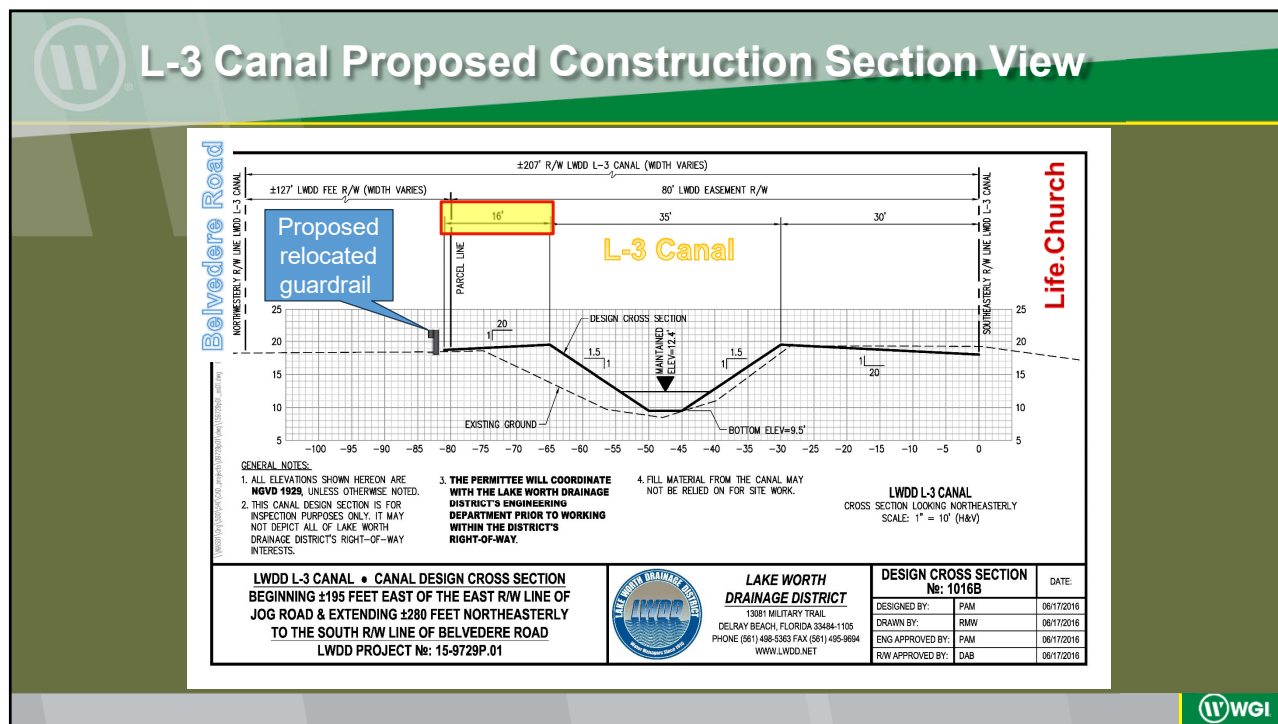 L-3 Canal Proposed Construction Section View
±207' R/W LWDD L-3 CANAL (WIDTH VARIES)
±127' LWDD FEE R/W (WIDTH VARIES)
80' LWDD EASEMENT R/W
16'
35'
30'
Belvedere Road
NORTHWESTERLY R/W LINE LWDD L-3 CANAL
Proposed
relocated
guardrail
PARCEL LINE
L-3 Canal
SOUTHEASTERLY R/W LINE LWDD L-3 CANAL
Life.Church
25
20
15
10
5
20
1
DESIGN CROSS SECTION
1.5
1
MAINTAINED
ELEV=12.4'
1.5
1
1
20
25
20
15
10
5
EXISTING GROUND
BOTTOM ELEV=9.5'
-100 -95 -90 -85 -80 -75 -70 -65 -60 -55 -50 -45 -40 -35 -30 -25 -20 -15 -10 -5 0
GENERAL NOTES:
1. ALL ELEVATIONS SHOWN HEREON ARE
NGVD 1929, UNLESS OTHERWISE NOTED.
2. THIS CANAL DESIGN SECTION IS FOR
INSPECTION PURPOSES ONLY. IT MAY
NOT DEPICT ALL OF LAKE WORTH
DRAINAGE DISTRICT'S RIGHT-OF-WAY
INTERESTS.
3. THE PERMITTEE WILL COORDINATE
WITH THE LAKE WORTH DRAINAGE
DISTRICT'S ENGINEERING
DEPARTMENT PRIOR TO WORKING
WITHIN THE DISTRICT'S
RIGHT-OF-WAY.
4. FILL MATERIAL FROM THE CANAL MAY
NOT BE RELIED ON FOR SITE WORK.
LWDD L-3 CANAL
CROSS SECTION LOOKING NORTHEASTERLY
SCALE: 1" = 10' (H&V)
LWDD L-3 CANAL • CANAL DESIGN CROSS SECTION
BEGINNING ±195 FEET EAST OF THE EAST R/W LINE OF
JOG ROAD & EXTENDING ±280 FEET NORTHEASTERLY
TO THE SOUTH R/W LINE OF BELVEDERE ROAD
LWDD PROJECT №: 15-9729P.01
LAKE WORTH DRAINAGE DISTRICT
LWDD
Water Managers Since 1915
LAKE WORTH
DRAINAGE DISTRICT
13081 MILITARY TRAIL
DELRAY BEACH, FLORIDA 33484-1105
PHONE (561) 498-5363 FAX (561) 495-9694
WWW.LWDD.NET
DESIGN CROSS SECTION
№: 1016B
DATE:
DESIGNED BY: PAM 06/17/2016
DRAWN BY: RMW 06/17/2016
ENG APPROVED BY: PAM 06/17/2016
R/W APPROVED BY: DAB 06/17/2016
WGI